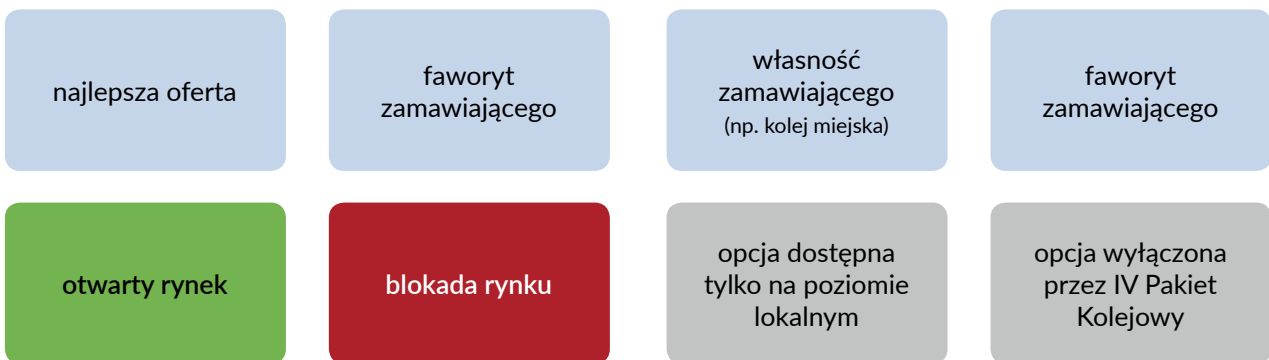 najlepsza oferta
faworyt
zamawiającego
własność
zamawiającego
(np. kolej miejska)
faworyt
zamawiającego
otwarty rynek
blokada rynku
opcja dostępna
tylko na poziomie
lokalnym
opcja wyłączona
przez IV Pakiet
Kolejowy